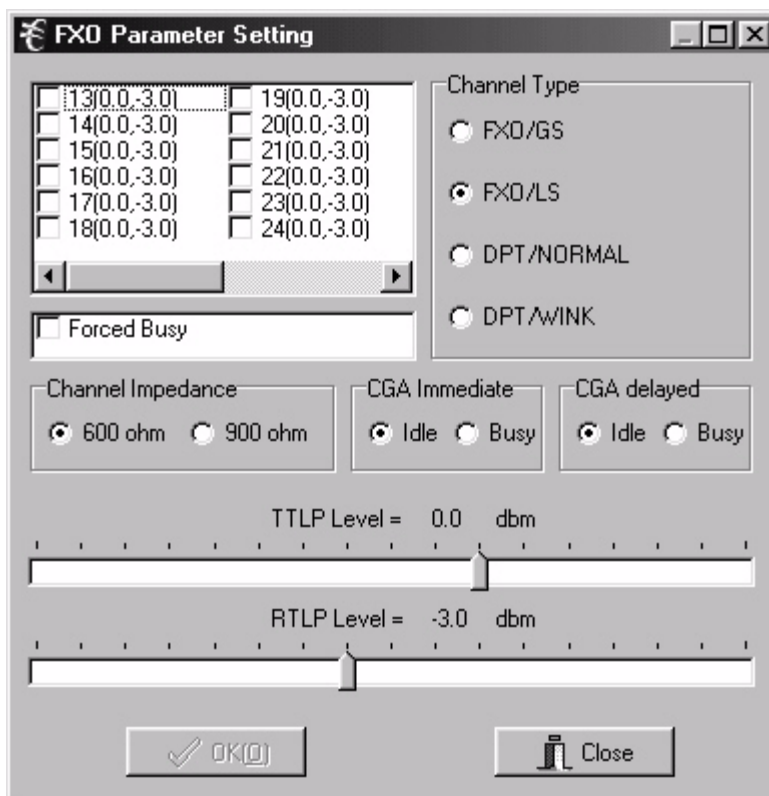 FXO Parameter Setting
13(0.0,-3.0) 19(0.0,-3.0)
14(0.0,-3.0) 20(0.0,-3.0)
15(0.0,-3.0) 21(0.0,-3.0)
16(0.0,-3.0) 22(0.0,-3.0)
17(0.0,-3.0) 23(0.0,-3.0)
18(0.0,-3.0) 24(0.0,-3.0)
Forced Busy
Channel Type
FXO/GS
FXO/LS
DPT/NORMAL
DPT/WINK
Channel Impedance
600 ohm 900 ohm
CGA Immediate
Idle Busy
CGA delayed
Idle Busy
TTLP Level = 0.0 dbm
RTLP Level = -3.0 dbm
OK(O)
Close